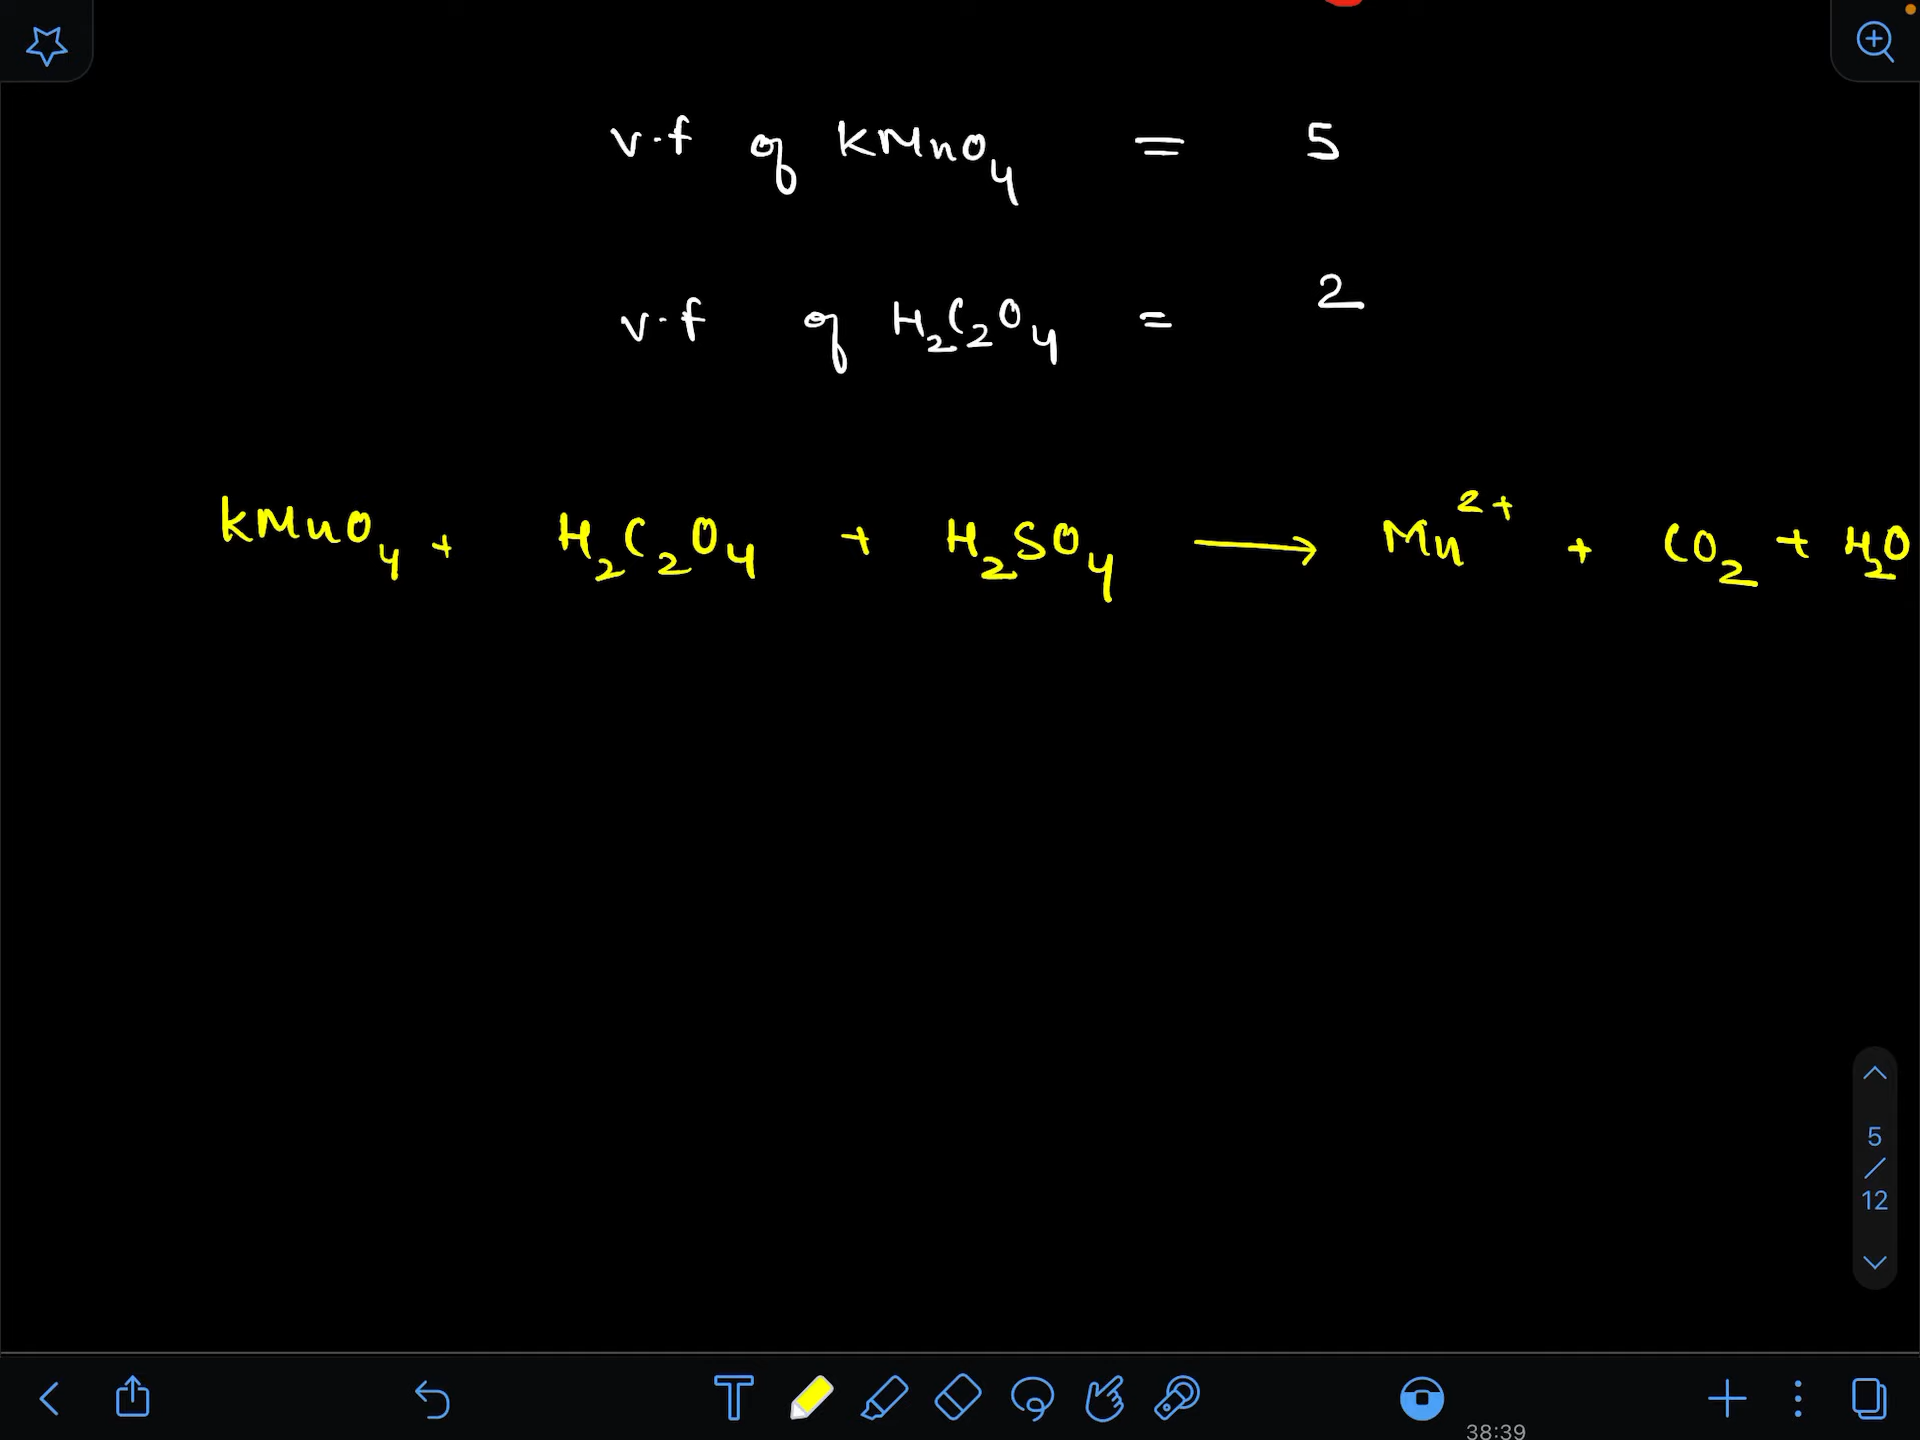 v.f of KMnO₄ = 5
v.f of H₂C₂O₄ = 2
KMnO₄ + H₂C₂O₄ + H₂SO₄ ⟶ Mn²⁺ + CO₂ + H₂O
5
/
12
T
38:39